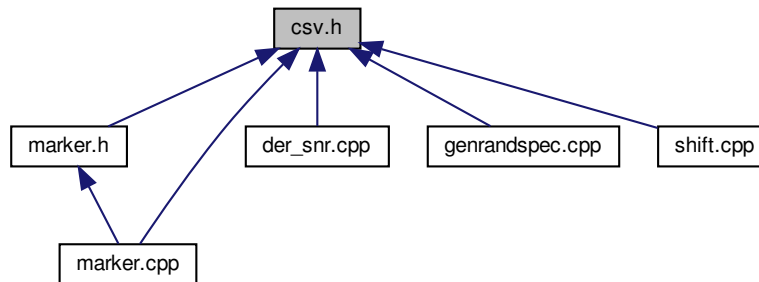 csv.h
marker.h
der_snr.cpp
genrandspec.cpp
shift.cpp
marker.cpp